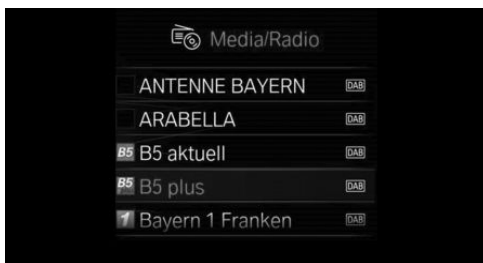 Media/Radio
ANTENNE BAYERN DAB
ARABELLA DAB
B5 B5 aktuell DAB
B5 B5 plus DAB
1 Bayern 1 Franken DAB